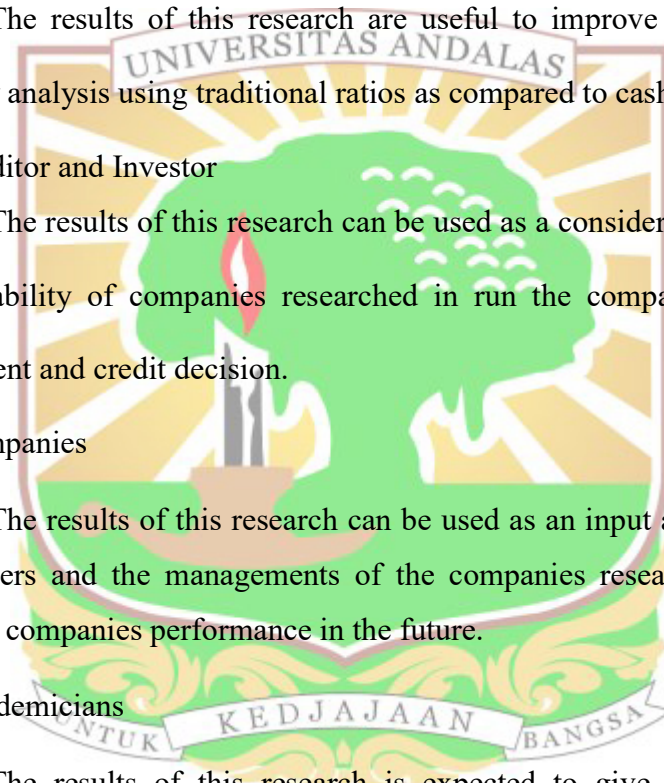 The results of this research are useful to improve
UNIVERSITAS ANDALAS
analysis using traditional ratios as compared to cash
ditor and Investor
The results of this research can be used as a consider
ability of companies researched in run the compa
ent and credit decision.
mpanies
The results of this research can be used as an input a
ers and the managements of the companies resea
companies performance in the future.
demicians
UNTUK KEDJAJAAN BANGSA
The results of this research is expected to give